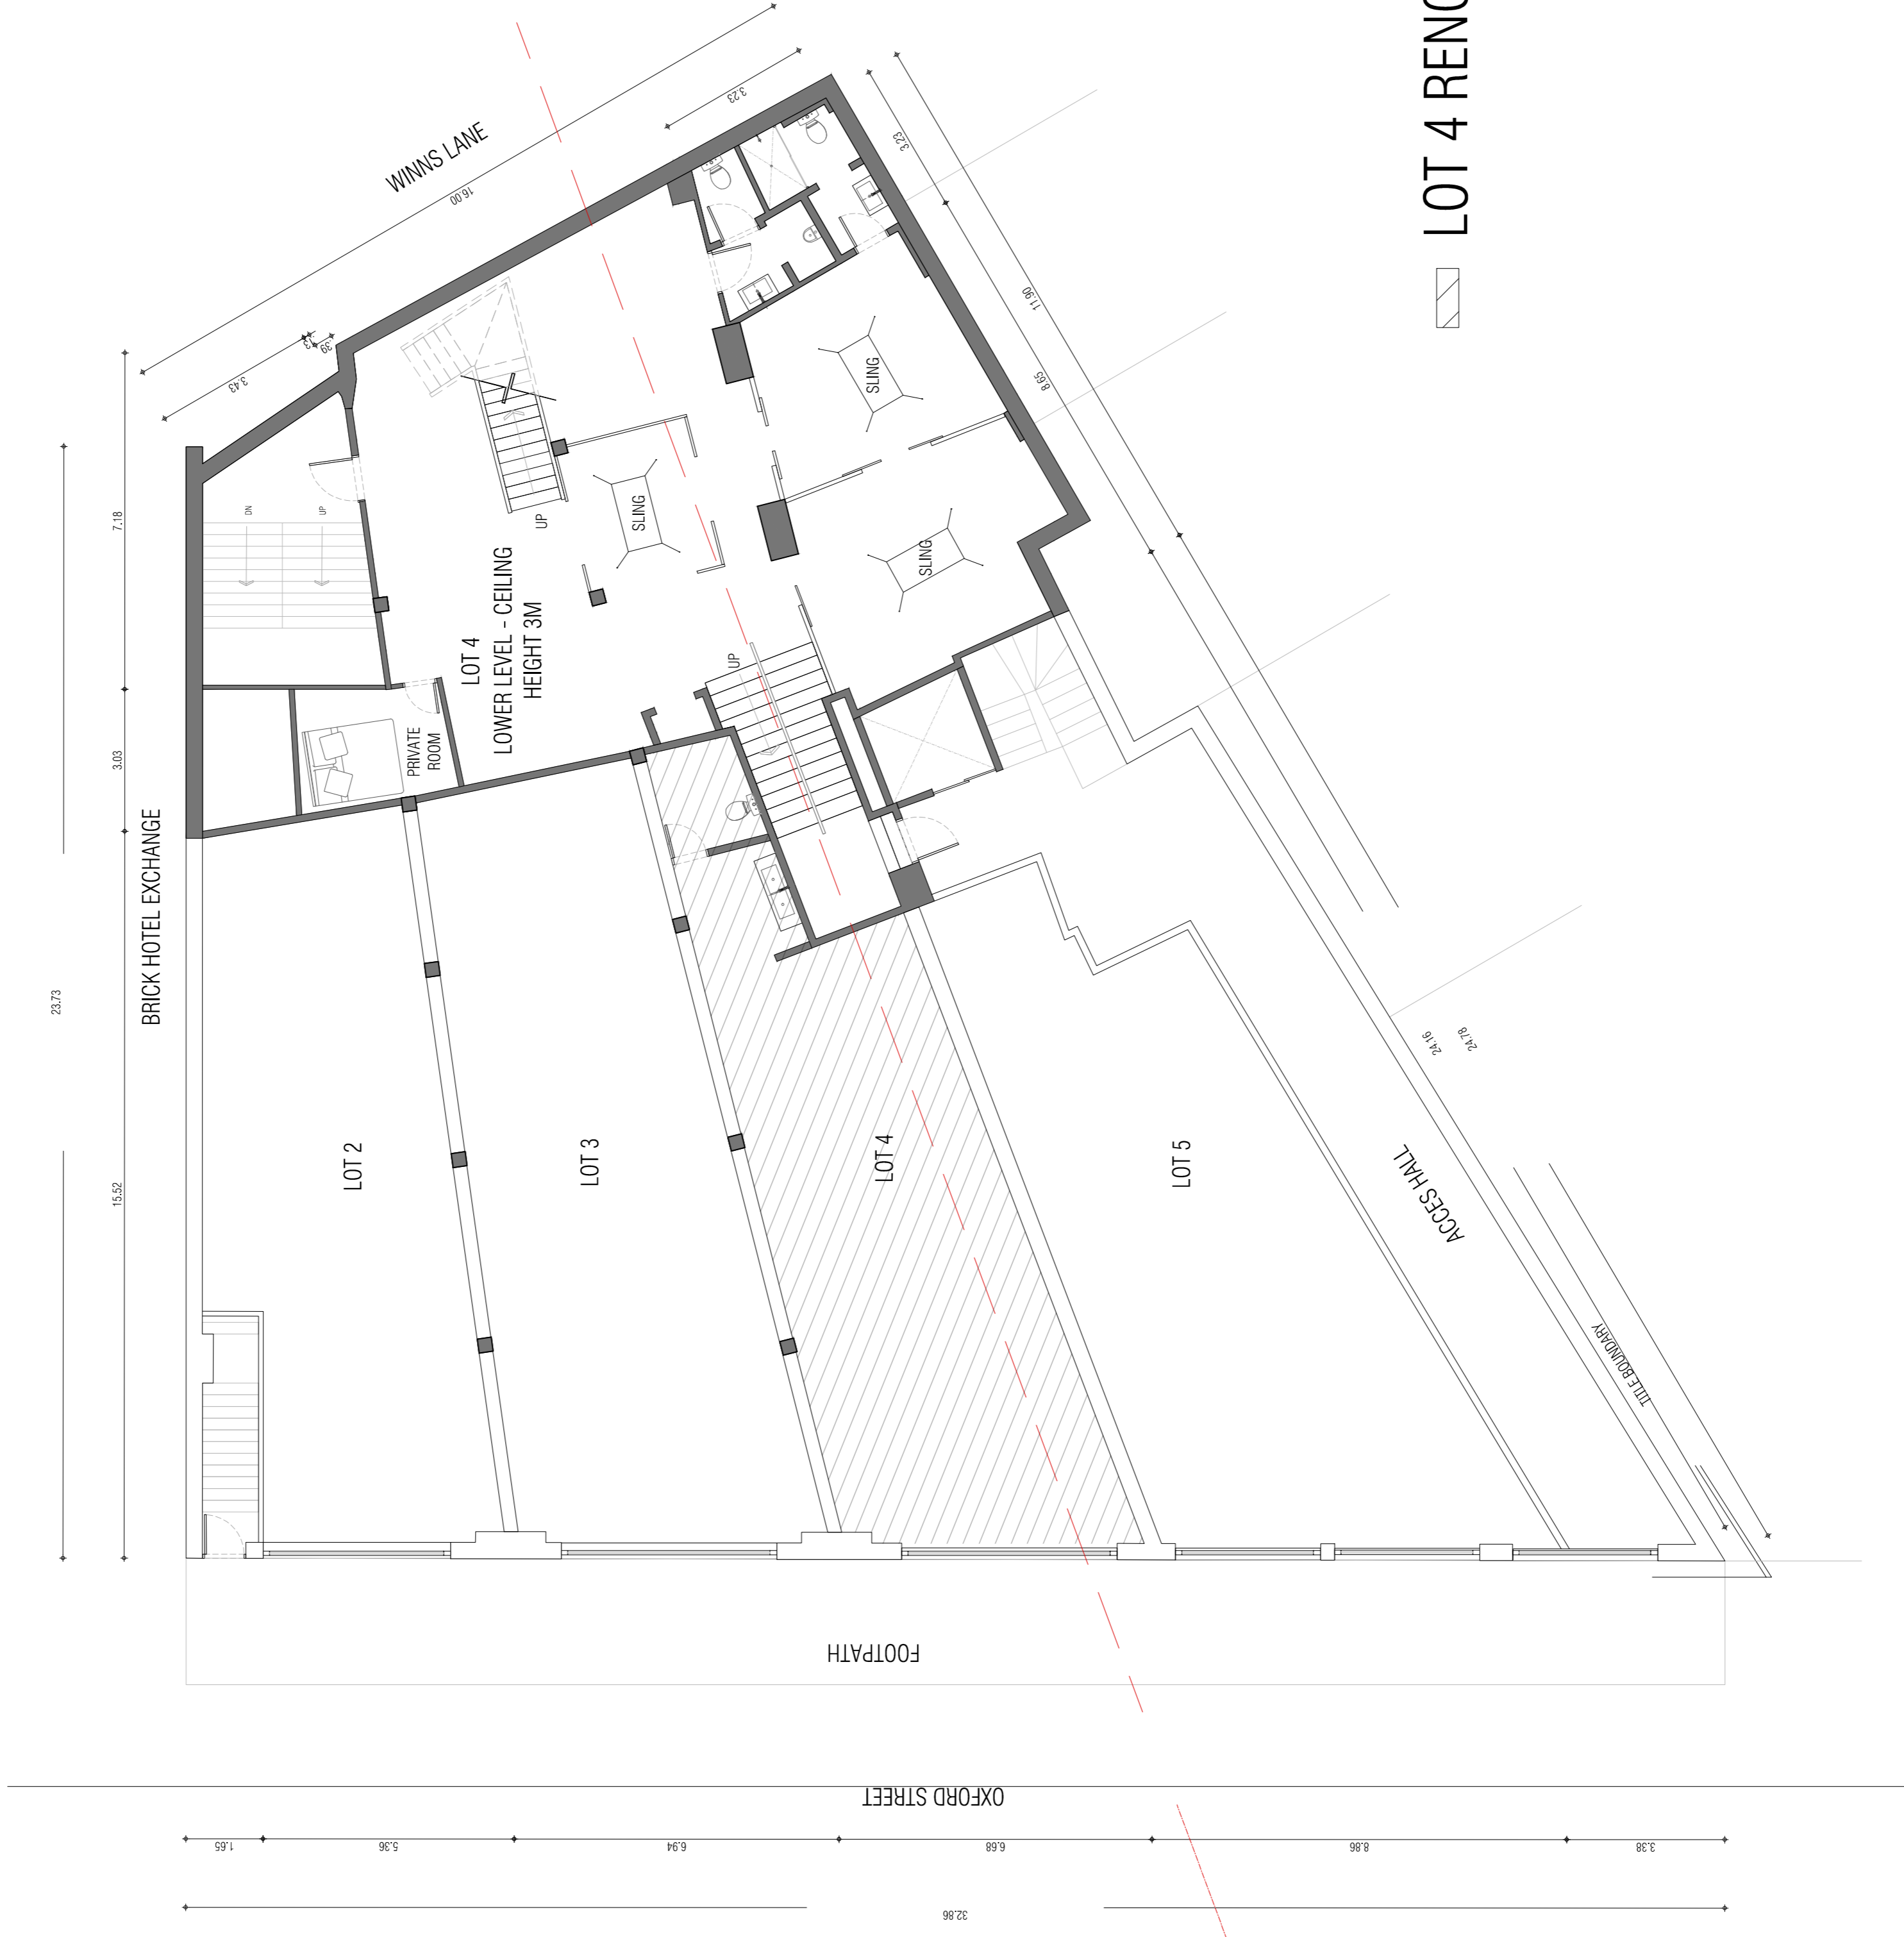 LOT 4 RENO
WINNS LANE
16.00
3.23
3.23
11.90
8.65
3.43
.39
7.18
3.03
15.52
23.73
BRICK HOTEL EXCHANGE
DN
UP
UP
SLING
SLING
SLING
LOT 4
LOWER LEVEL - CEILING
HEIGHT 3M
UP
PRIVATE
ROOM
LOT 2
LOT 3
LOT 4
LOT 5
ACCES HALL
24.16
24.78
TITLE BOUNDARY
FOOTPATH
OXFORD STREET
1.65
5.36
6.94
6.68
8.86
3.38
32.86